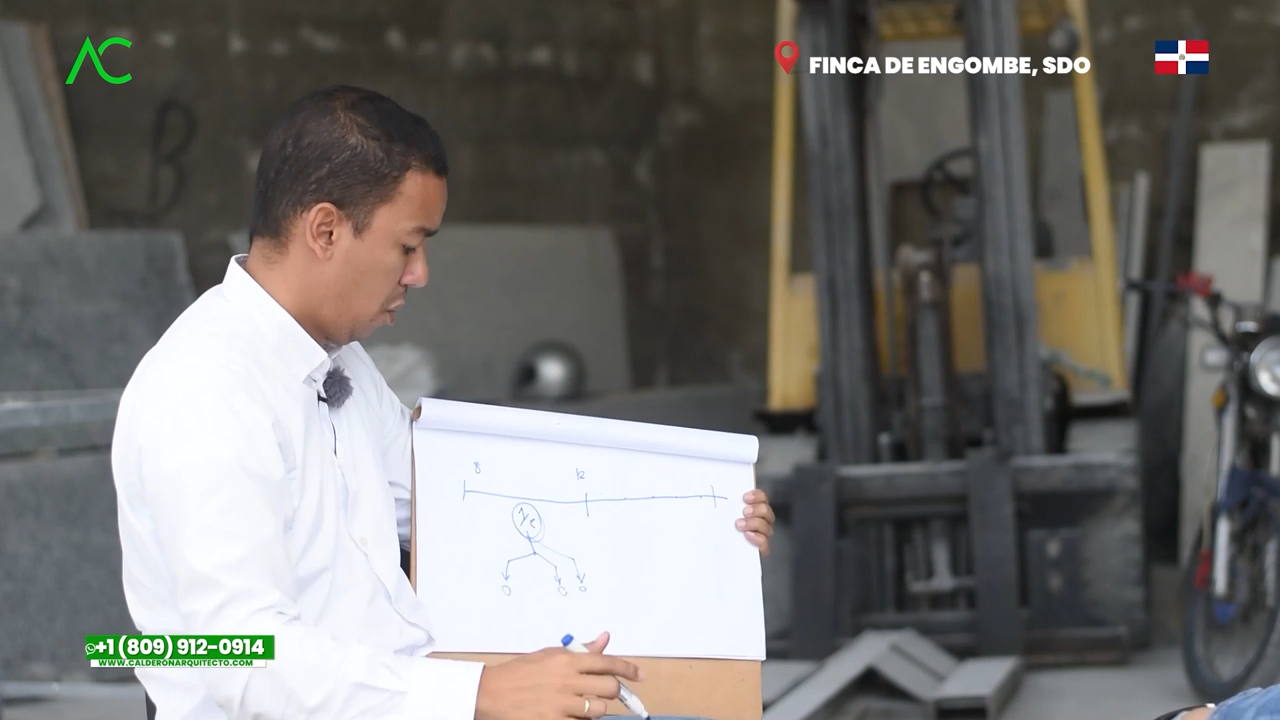 AC
FINCA DE ENGOMBE, SDO
B
8
12
+1 (809) 912-0914
WWW.CALDERONARQUITECTO.COM